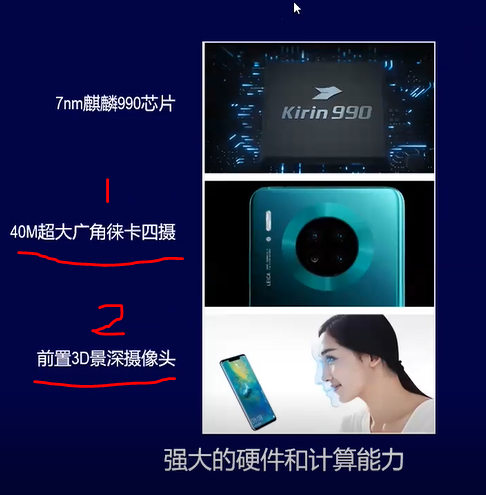 7nm麒麟990芯片
Kirin 990
1
40M超大广角徕卡四摄
LEICA
2
前置3D景深摄像头
强大的硬件和计算能力